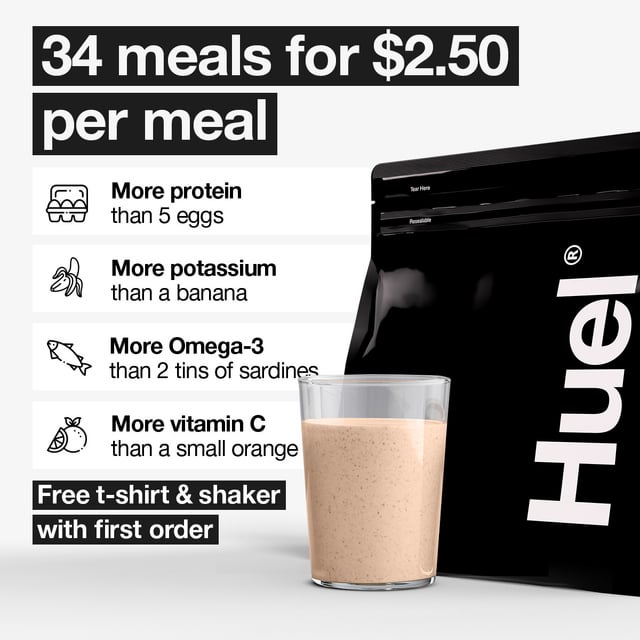 34 meals for $2.50
per meal
More protein
than 5 eggs
More potassium
than a banana
More Omega-3
than 2 tins of sardines
More vitamin C
than a small orange
Free t-shirt & shaker
with first order
Tear Here
Resealable
Huel®